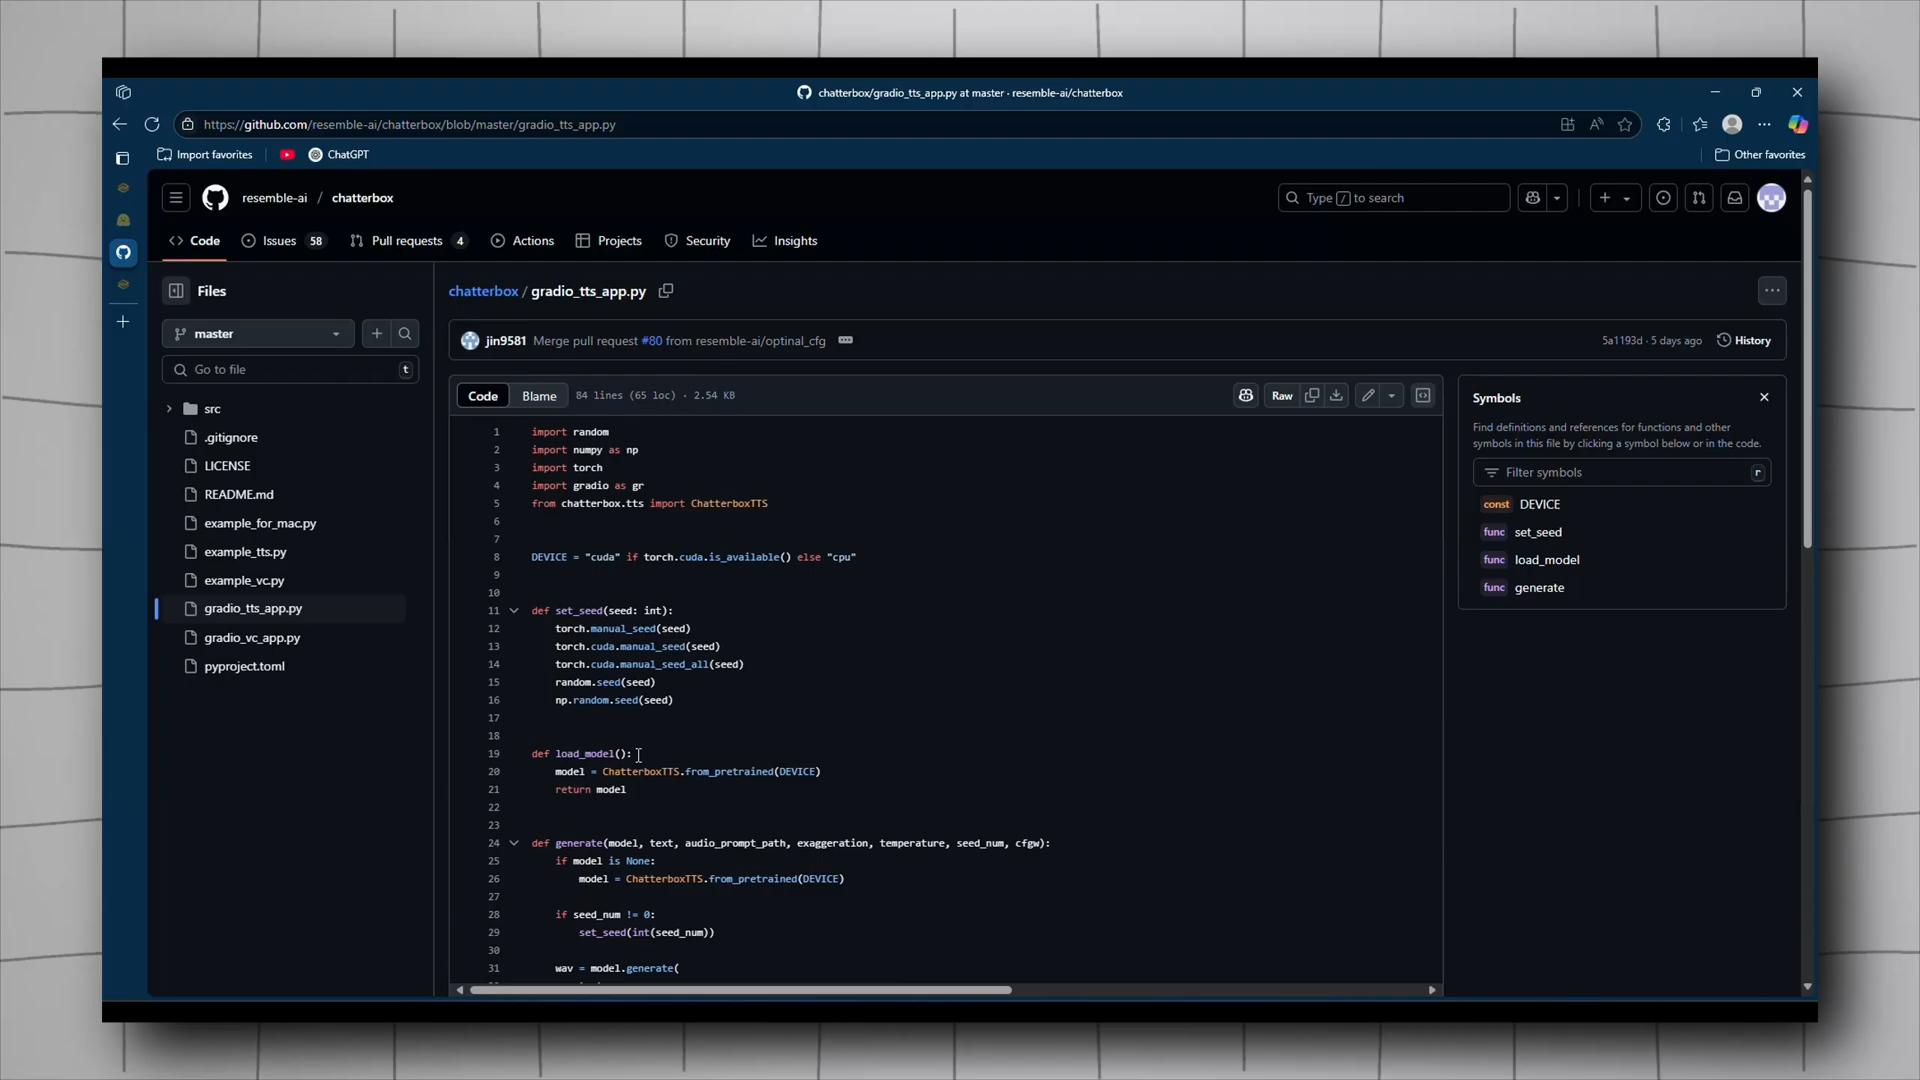 chatterbox/gradio_tts_app.py at master · resemble-ai/chatterbox
https://github.com/resemble-ai/chatterbox/blob/master/gradio_tts_app.py
Import favorites
ChatGPT
Other favorites
resemble-ai / chatterbox
Type / to search
Code
Issues 58
Pull requests 4
Actions
Projects
Security
Insights
Files
master
Go to file
t
src
.gitignore
LICENSE
README.md
example_for_mac.py
example_tts.py
example_vc.py
gradio_tts_app.py
gradio_vc_app.py
pyproject.toml
chatterbox / gradio_tts_app.py
jin9581 Merge pull request #80 from resemble-ai/optinal_cfg
5a1193d · 5 days ago
History
Code
Blame
84 lines (65 loc) · 2.54 KB
Raw
1 import random
2 import numpy as np
3 import torch
4 import gradio as gr
5 from chatterbox.tts import ChatterboxTTS
6
7
8 DEVICE = "cuda" if torch.cuda.is_available() else "cpu"
9
10
11 def set_seed(seed: int):
12 torch.manual_seed(seed)
13 torch.cuda.manual_seed(seed)
14 torch.cuda.manual_seed_all(seed)
15 random.seed(seed)
16 np.random.seed(seed)
17
18
19 def load_model():
20 model = ChatterboxTTS.from_pretrained(DEVICE)
21 return model
22
23
24 def generate(model, text, audio_prompt_path, exaggeration, temperature, seed_num, cfgw):
25 if model is None:
26 model = ChatterboxTTS.from_pretrained(DEVICE)
27
28 if seed_num != 0:
29 set_seed(int(seed_num))
30
31 wav = model.generate(
Symbols
Find definitions and references for functions and other
symbols in this file by clicking a symbol below or in the code.
Filter symbols
r
const DEVICE
func set_seed
func load_model
func generate